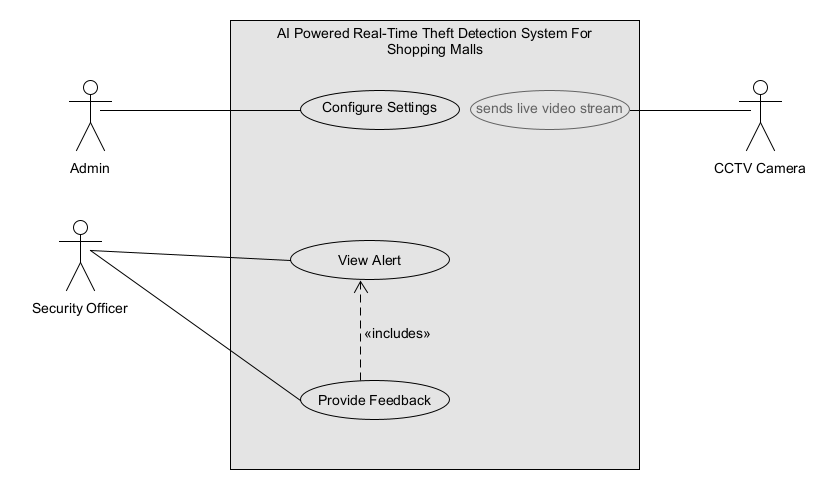 AI Powered Real-Time Theft Detection System For
Shopping Malls
Configure Settings
sends live video stream
Admin
CCTV Camera
View Alert
Security Officer
«includes»
Provide Feedback